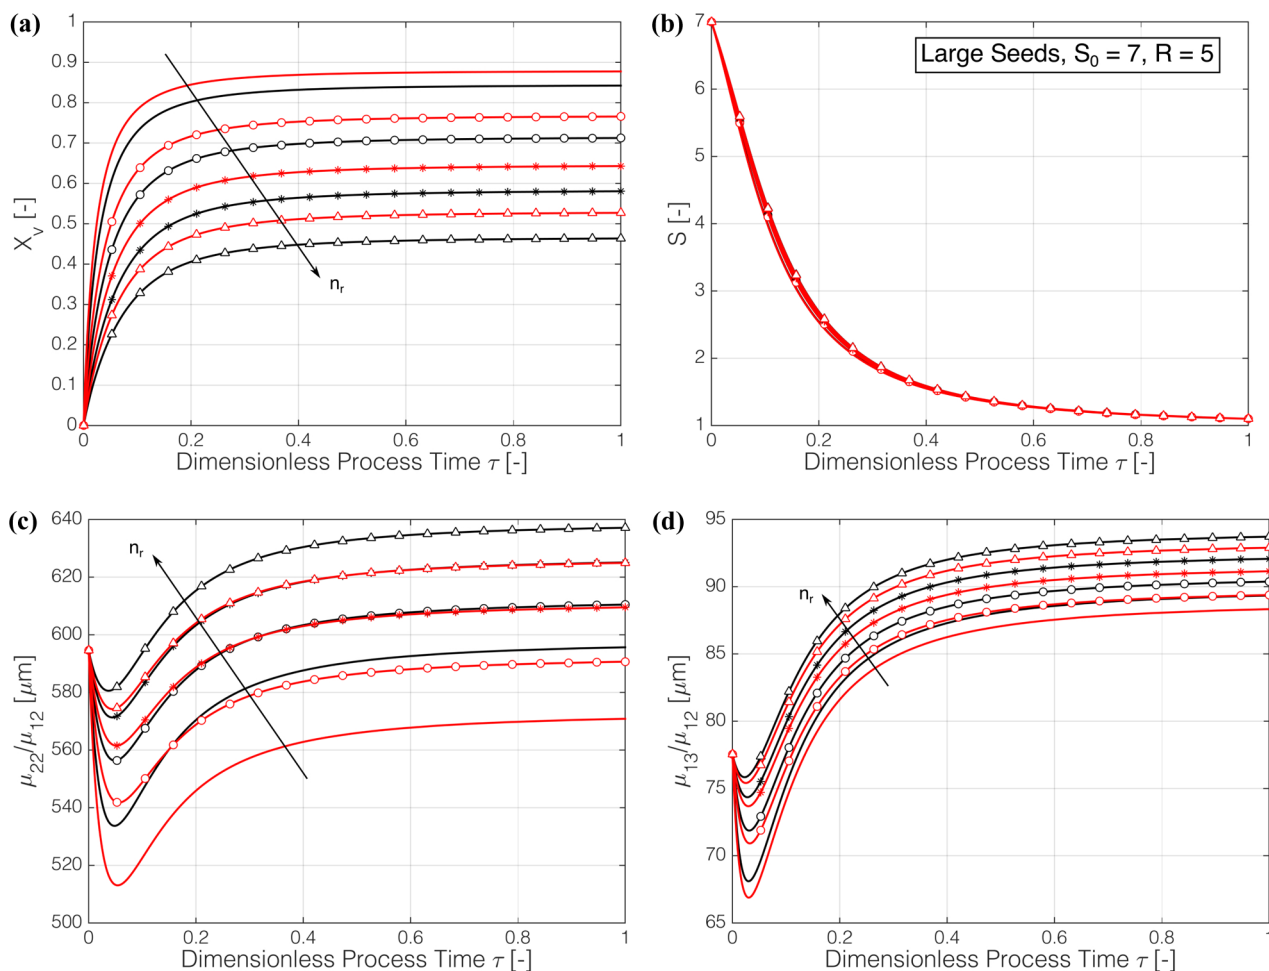 (a)
1
0.9
0.8
0.7
0.6
0.5
0.4
0.3
0.2
0.1
0
X_v [-]
n_r
0 0.2 0.4 0.6 0.8 1
Dimensionless Process Time τ [-]
(b)
Large Seeds, S_0 = 7, R = 5
7
6
5
4
3
2
1
S [-]
0 0.2 0.4 0.6 0.8 1
Dimensionless Process Time τ [-]
(c)
640
620
600
580
560
540
520
500
μ_22/μ_12 [μm]
n_r
0 0.2 0.4 0.6 0.8 1
Dimensionless Process Time τ [-]
(d)
95
90
85
80
75
70
65
μ_13/μ_12 [μm]
n_r
0 0.2 0.4 0.6 0.8 1
Dimensionless Process Time τ [-]